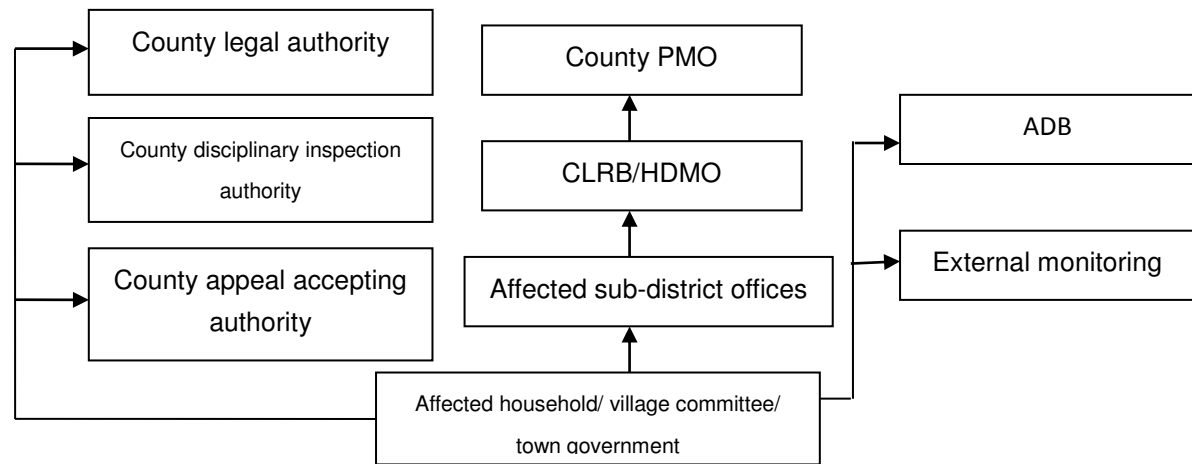 County legal authority
County disciplinary inspection
authority
County appeal accepting
authority
County PMO
CLRB/HDMO
Affected sub-district offices
Affected household/ village committee/
town government
ADB
External monitoring